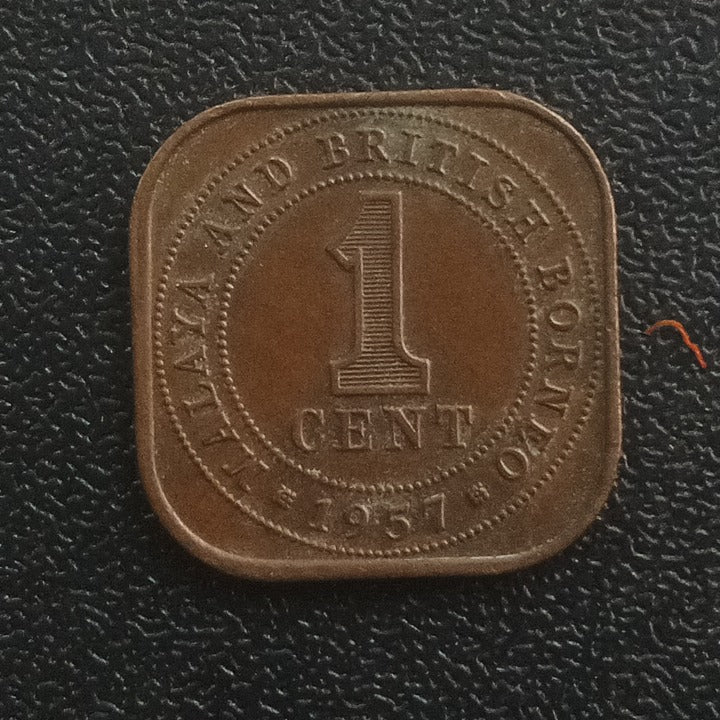 MALAYA AND BRITISH BORNEO
1
CENT
1957